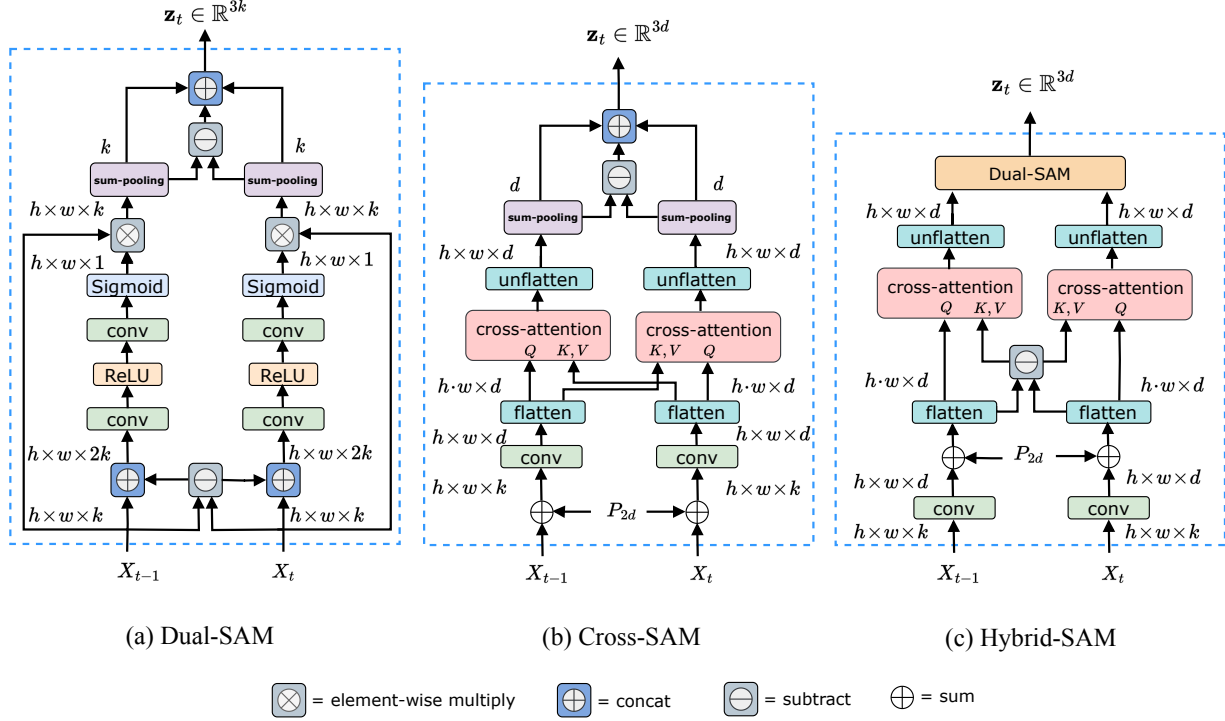 z_t ∈ ℝ^{3k}
k
k
sum-pooling
sum-pooling
h×w×k
h×w×k
h×w×1
h×w×1
Sigmoid
Sigmoid
conv
conv
ReLU
ReLU
conv
conv
h×w×2k
h×w×2k
h×w×k
h×w×k
X_{t−1}
X_t
(a) Dual-SAM
z_t ∈ ℝ^{3d}
d
d
sum-pooling
sum-pooling
h×w×d
h×w×d
unflatten
unflatten
cross-attention
Q
K, V
cross-attention
K, V
Q
h·w×d
h·w×d
flatten
flatten
h×w×d
h×w×d
conv
conv
h×w×k
h×w×k
P_{2d}
X_{t−1}
X_t
(b) Cross-SAM
z_t ∈ ℝ^{3d}
Dual-SAM
h×w×d
h×w×d
unflatten
unflatten
cross-attention
Q
K, V
cross-attention
K, V
Q
h·w×d
h·w×d
flatten
flatten
P_{2d}
h×w×d
h×w×d
conv
conv
h×w×k
h×w×k
X_{t−1}
X_t
(c) Hybrid-SAM
= element-wise multiply
= concat
= subtract
= sum